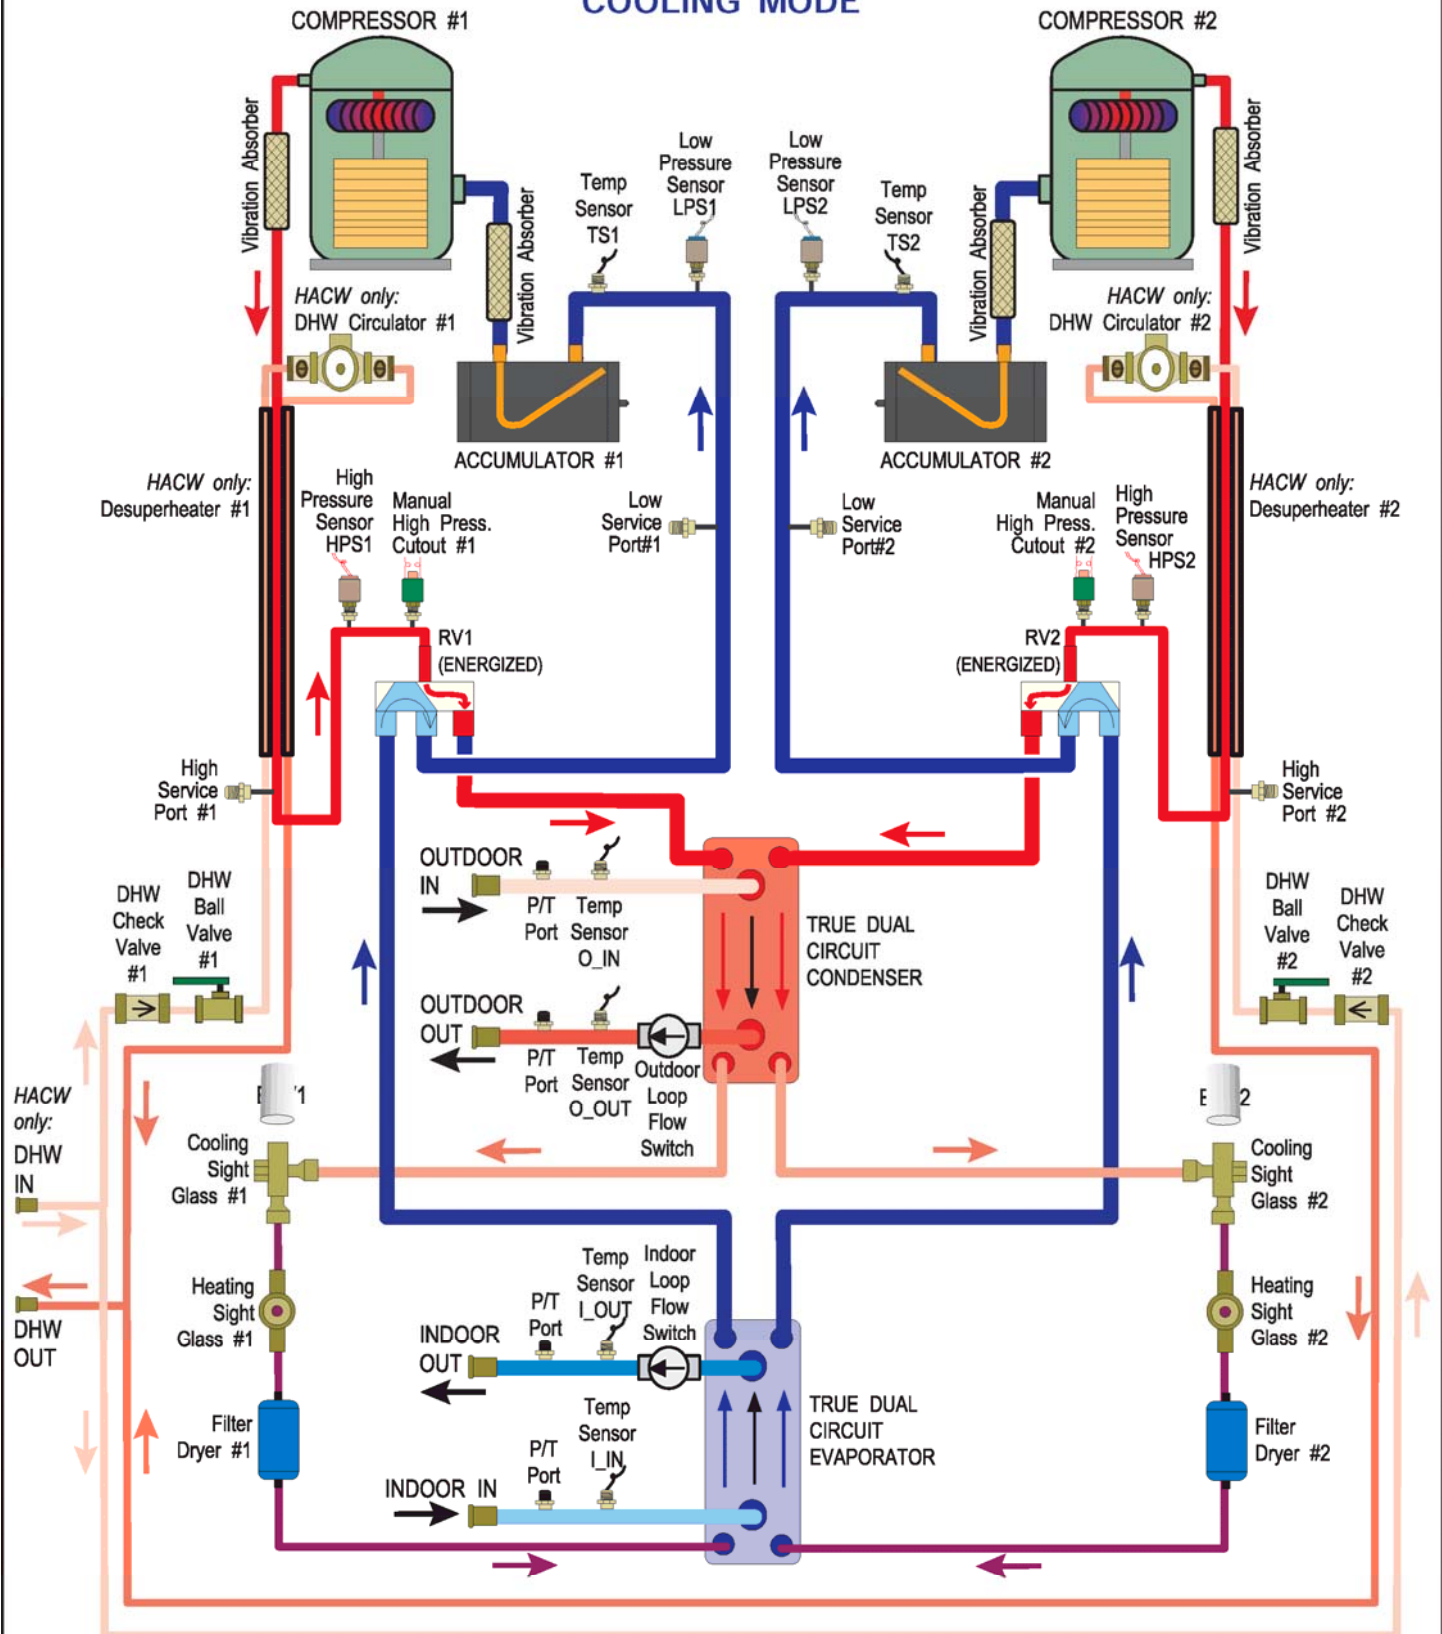 COOLING MODE
COMPRESSOR #1
COMPRESSOR #2
Vibration Absorber
Vibration Absorber
Low
Pressure
Sensor
LPS1
Low
Pressure
Sensor
LPS2
Temp
Sensor
TS1
Temp
Sensor
TS2
Vibration Absorber
Vibration Absorber
HACW only:
DHW Circulator #1
HACW only:
DHW Circulator #2
ACCUMULATOR #1
ACCUMULATOR #2
HACW only:
Desuperheater #1
High
Pressure
Sensor
HPS1
Manual
High Press.
Cutout #1
Low
Service
Port#1
Low
Service
Port#2
Manual
High Press.
Cutout #2
High
Pressure
Sensor
HPS2
HACW only:
Desuperheater #2
RV1
(ENERGIZED)
RV2
(ENERGIZED)
High
Service
Port #1
High
Service
Port #2
OUTDOOR
IN
P/T
Port
Temp
Sensor
O_IN
TRUE DUAL
CIRCUIT
CONDENSER
DHW
Check
Valve
#1
DHW
Ball
Valve
#1
DHW
Ball
Valve
#2
DHW
Check
Valve
#2
OUTDOOR
OUT
P/T
Port
Temp
Sensor
O_OUT
Outdoor
Loop
Flow
Switch
HACW
only:
DHW
IN
Cooling
Sight
Glass #1
Cooling
Sight
Glass #2
Heating
Sight
Glass #1
Heating
Sight
Glass #2
DHW
OUT
INDOOR
OUT
P/T
Port
Temp
Sensor
I_OUT
Indoor
Loop
Flow
Switch
TRUE DUAL
CIRCUIT
EVAPORATOR
Filter
Dryer #1
Filter
Dryer #2
INDOOR IN
P/T
Port
Temp
Sensor
I_IN